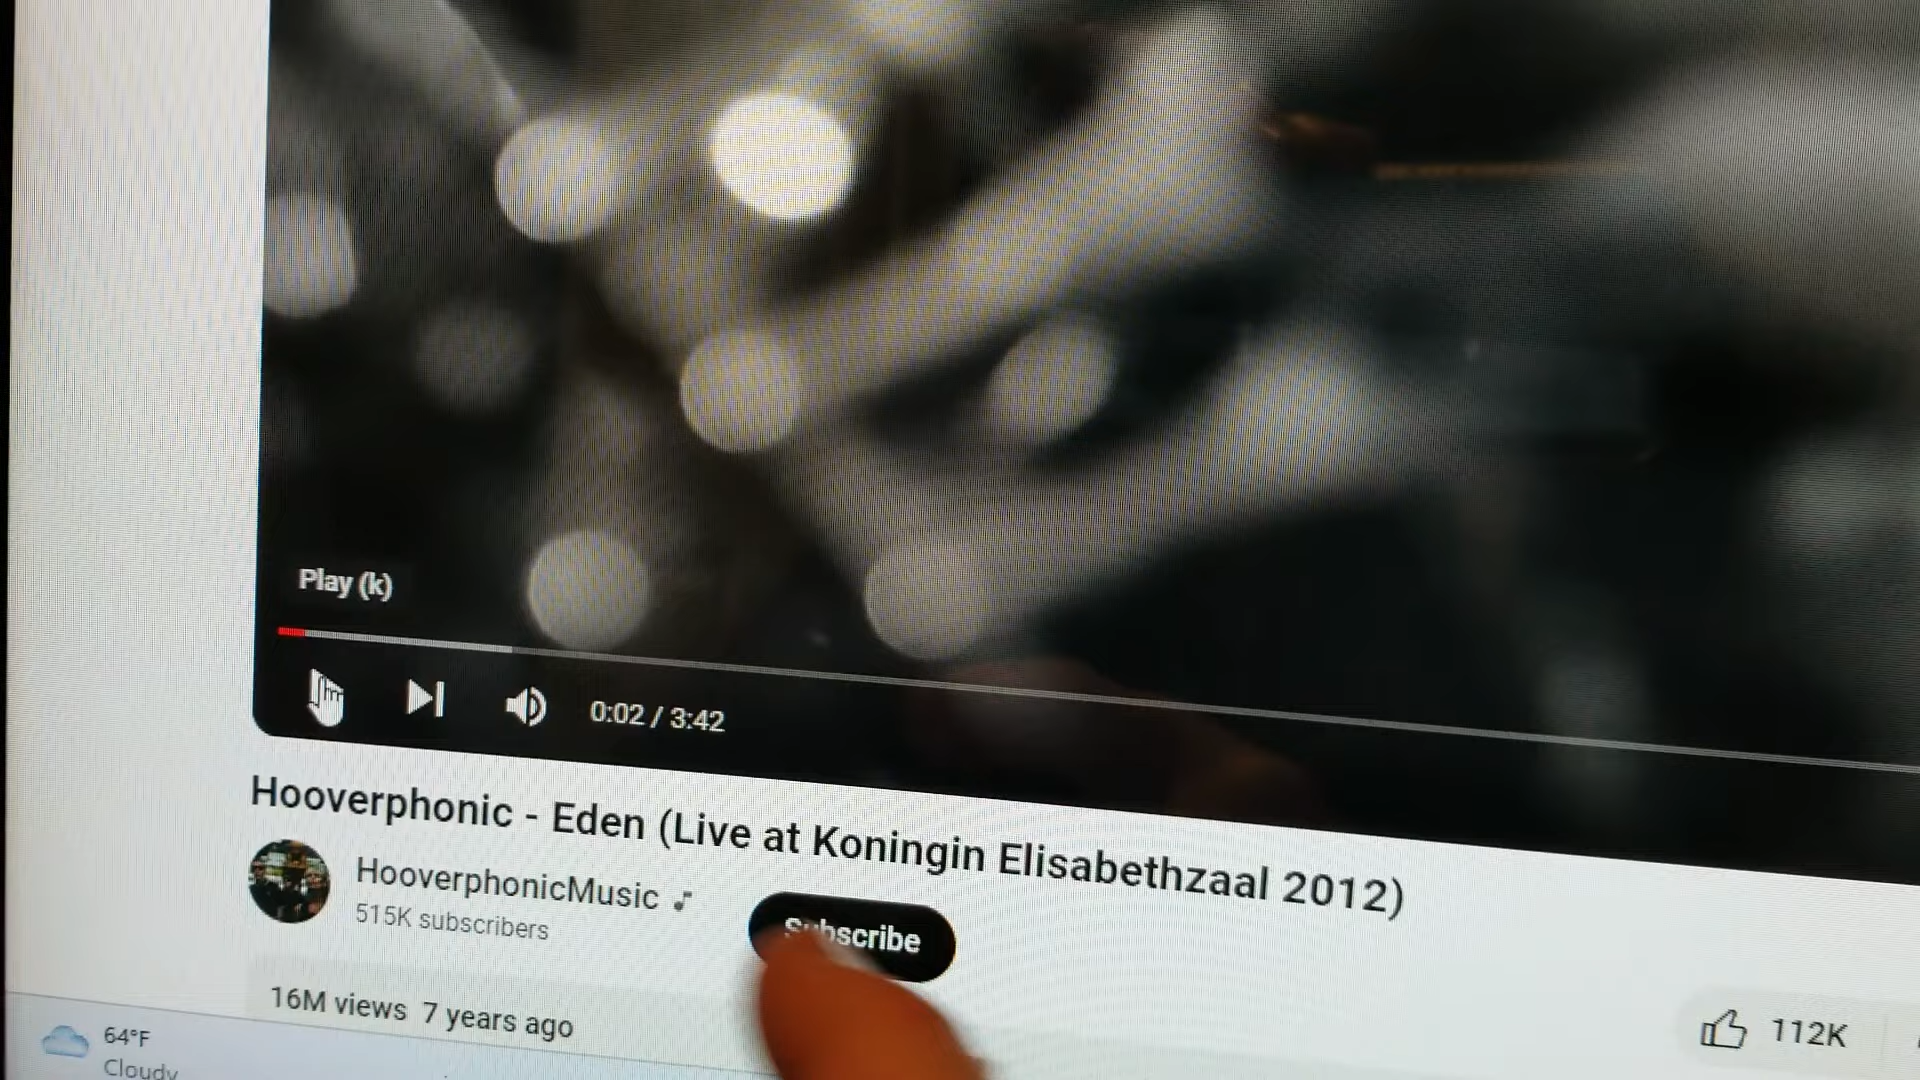 Play (k)
0:02 / 3:42
Hooverphonic - Eden (Live at Koningin Elisabethzaal 2012)
HooverphonicMusic
515K subscribers
Subscribe
16M views 7 years ago
112K
64°F
Cloudy